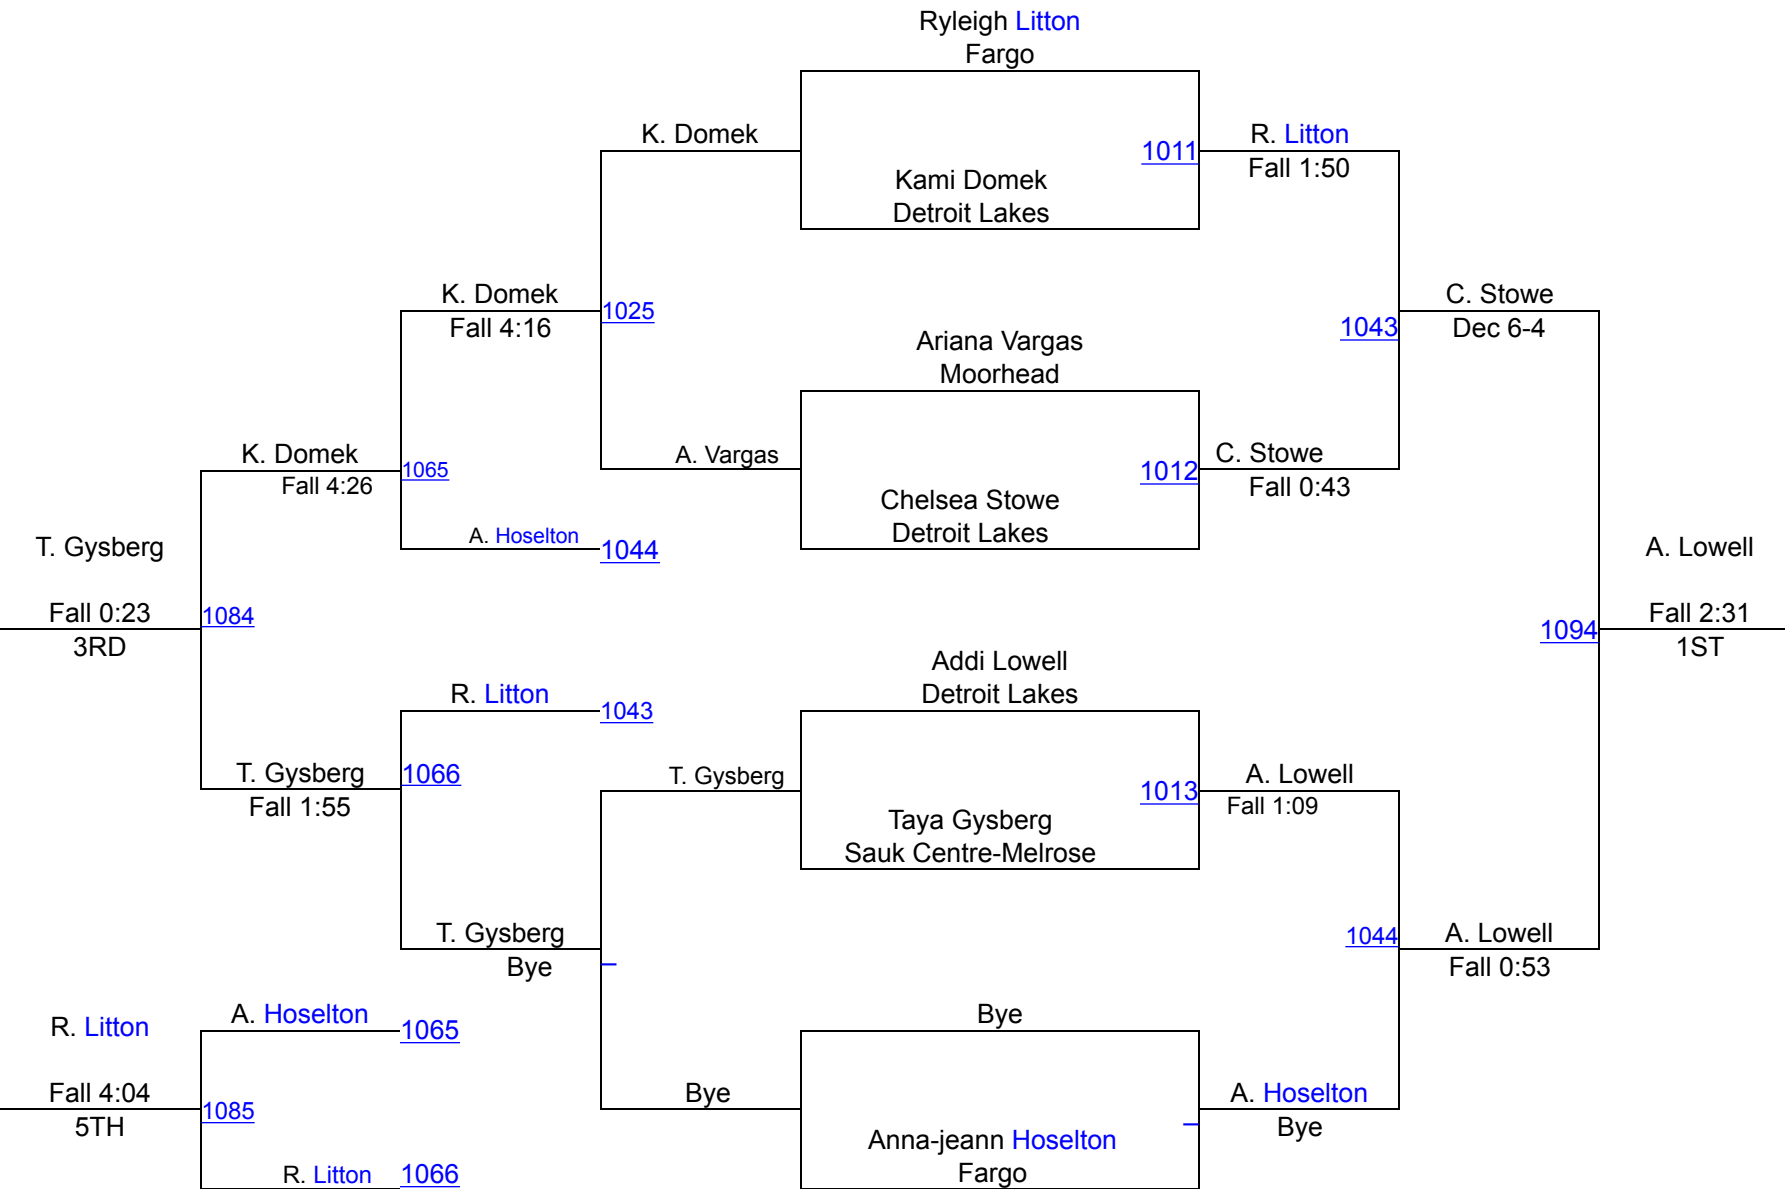 Ryleigh Litton
Fargo
K. Domek
1011
R. Litton
Fall 1:50
Kami Domek
Detroit Lakes
K. Domek
Fall 4:16
1025
C. Stowe
Dec 6-4
1043
Ariana Vargas
Moorhead
K. Domek
Fall 4:26
1065
A. Vargas
1012
C. Stowe
Fall 0:43
Chelsea Stowe
Detroit Lakes
A. Hoselton
1044
T. Gysberg
Fall 0:23
3RD
1084
A. Lowell
Fall 2:31
1ST
1094
Addi Lowell
Detroit Lakes
R. Litton
1043
T. Gysberg
Fall 1:55
1066
T. Gysberg
1013
A. Lowell
Fall 1:09
Taya Gysberg
Sauk Centre-Melrose
T. Gysberg
Bye
1044
A. Lowell
Fall 0:53
R. Litton
Fall 4:04
5TH
A. Hoselton
1065
1085
R. Litton
1066
Bye
Bye
A. Hoselton
Bye
Anna-jeann Hoselton
Fargo